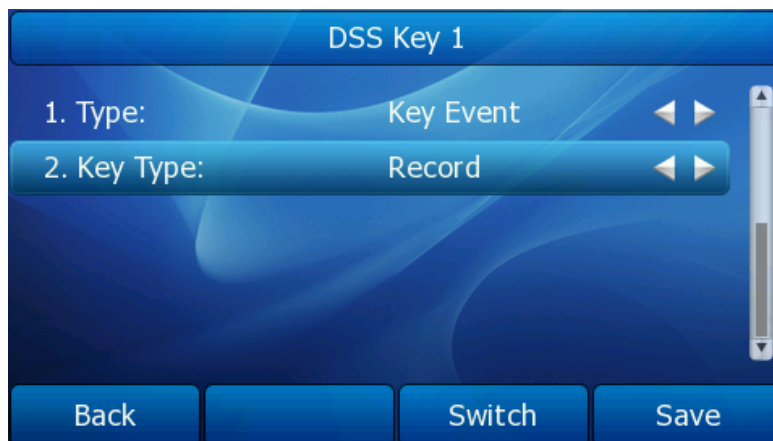 DSS Key 1
1. Type: Key Event
2. Key Type: Record
Back Switch Save